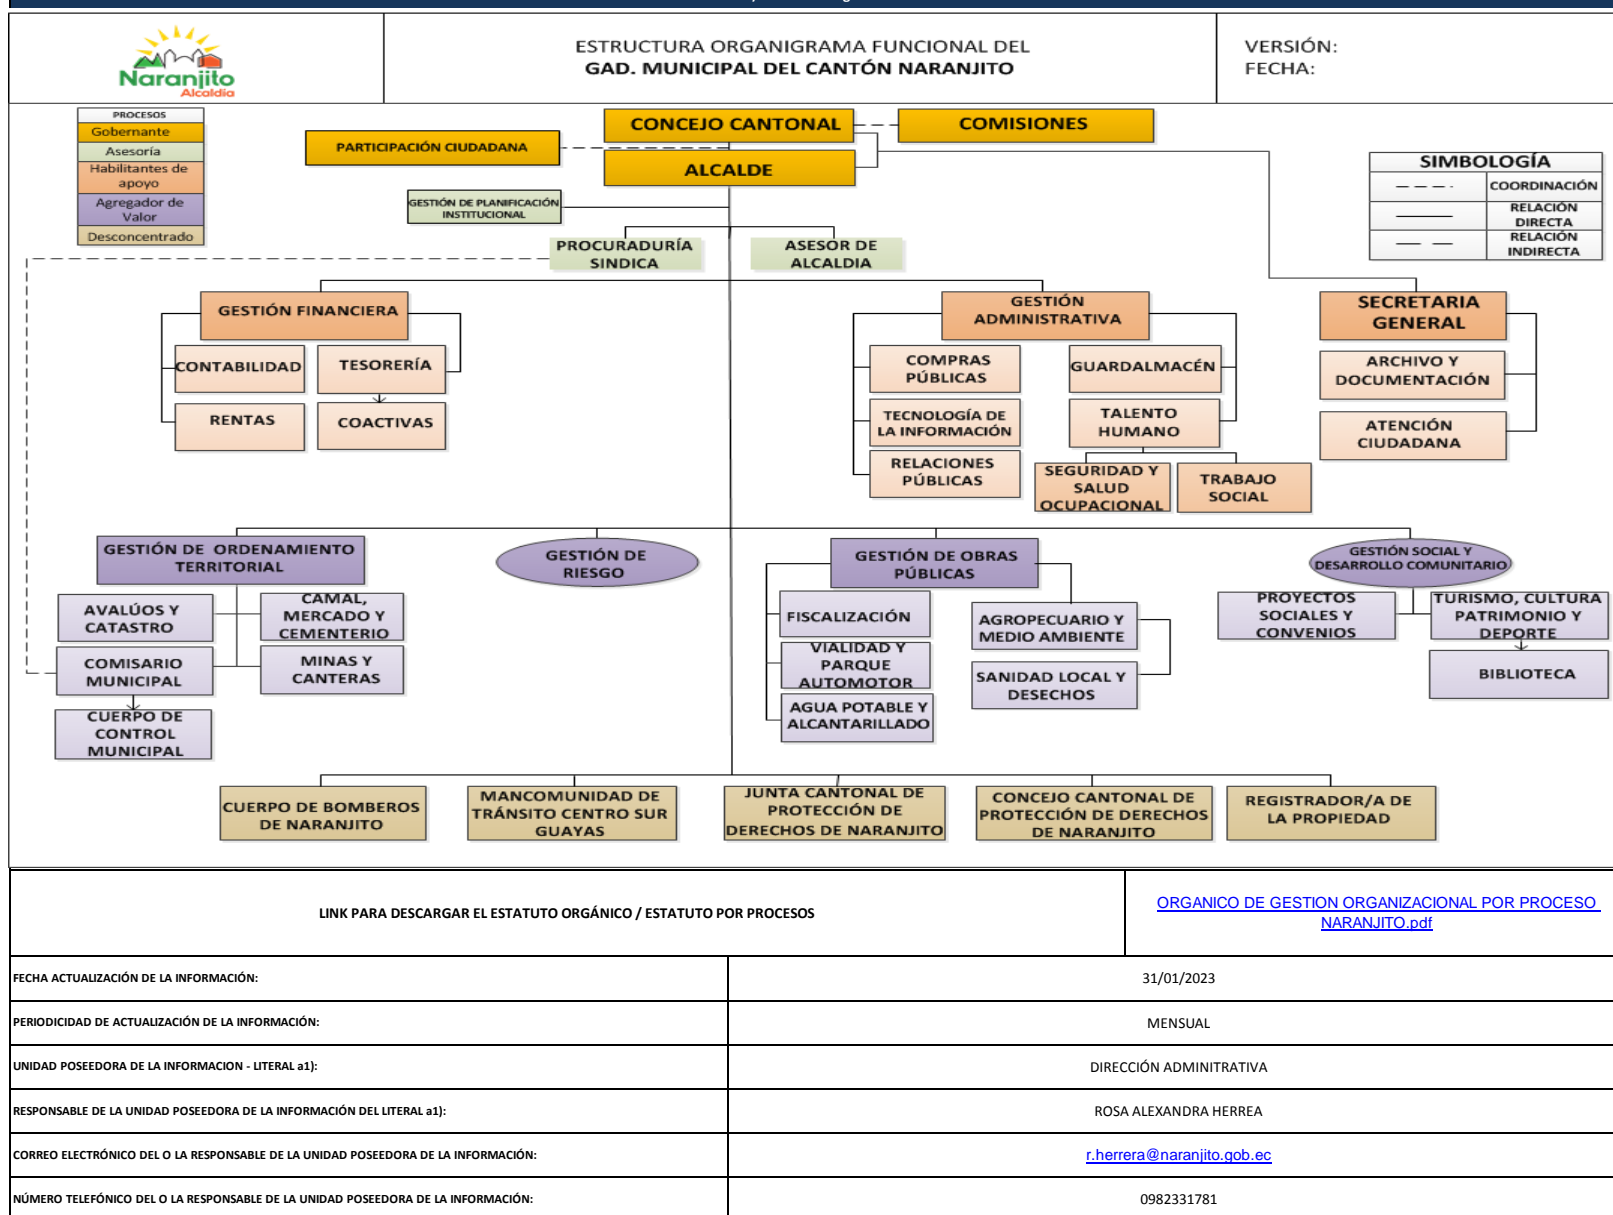 Naranjito
Alcaldía
ESTRUCTURA ORGANIGRAMA FUNCIONAL DEL
GAD. MUNICIPAL DEL CANTÓN NARANJITO
VERSIÓN:
FECHA:
PROCESOS
Gobernante
Asesoría
Habilitantes de
apoyo
Agregador de
Valor
Desconcentrado
CONCEJO CANTONAL
COMISIONES
PARTICIPACIÓN CIUDADANA
ALCALDE
SIMBOLOGÍA
COORDINACIÓN
RELACIÓN
DIRECTA
RELACIÓN
INDIRECTA
GESTIÓN DE PLANIFICACIÓN
INSTITUCIONAL
PROCURADURÍA
SINDICA
ASESOR DE
ALCALDIA
GESTIÓN FINANCIERA
CONTABILIDAD
TESORERÍA
RENTAS
COACTIVAS
GESTIÓN
ADMINISTRATIVA
COMPRAS
PÚBLICAS
GUARDALMACÉN
TECNOLOGÍA DE
LA INFORMACIÓN
TALENTO
HUMANO
RELACIONES
PÚBLICAS
SEGURIDAD Y
SALUD
OCUPACIONAL
TRABAJO
SOCIAL
SECRETARIA
GENERAL
ARCHIVO Y
DOCUMENTACIÓN
ATENCIÓN
CIUDADANA
GESTIÓN DE ORDENAMIENTO
TERRITORIAL
AVALÚOS Y
CATASTRO
CAMAL,
MERCADO Y
CEMENTERIO
COMISARIO
MUNICIPAL
MINAS Y
CANTERAS
CUERPO DE
CONTROL
MUNICIPAL
GESTIÓN DE
RIESGO
GESTIÓN DE OBRAS
PÚBLICAS
FISCALIZACIÓN
AGROPECUARIO Y
MEDIO AMBIENTE
VIALIDAD Y
PARQUE
AUTOMOTOR
SANIDAD LOCAL Y
DESECHOS
AGUA POTABLE Y
ALCANTARILLADO
GESTIÓN SOCIAL Y
DESARROLLO COMUNITARIO
PROYECTOS
SOCIALES Y
CONVENIOS
TURISMO, CULTURA
PATRIMONIO Y
DEPORTE
BIBLIOTECA
CUERPO DE BOMBEROS
DE NARANJITO
MANCOMUNIDAD DE
TRÁNSITO CENTRO SUR
GUAYAS
JUNTA CANTONAL DE
PROTECCIÓN DE
DERECHOS DE NARANJITO
CONCEJO CANTONAL DE
PROTECCIÓN DE DERECHOS
DE NARANJITO
REGISTRADOR/A DE
LA PROPIEDAD
LINK PARA DESCARGAR EL ESTATUTO ORGÁNICO / ESTATUTO POR PROCESOS
ORGANICO DE GESTION ORGANIZACIONAL POR PROCESO
NARANJITO.pdf
FECHA ACTUALIZACIÓN DE LA INFORMACIÓN:
31/01/2023
PERIODICIDAD DE ACTUALIZACIÓN DE LA INFORMACIÓN:
MENSUAL
UNIDAD POSEEDORA DE LA INFORMACION - LITERAL a1):
DIRECCIÓN ADMINITRATIVA
RESPONSABLE DE LA UNIDAD POSEEDORA DE LA INFORMACIÓN DEL LITERAL a1):
ROSA ALEXANDRA HERREA
CORREO ELECTRÓNICO DEL O LA RESPONSABLE DE LA UNIDAD POSEEDORA DE LA INFORMACIÓN:
r.herrera@naranjito.gob.ec
NÚMERO TELEFÓNICO DEL O LA RESPONSABLE DE LA UNIDAD POSEEDORA DE LA INFORMACIÓN:
0982331781